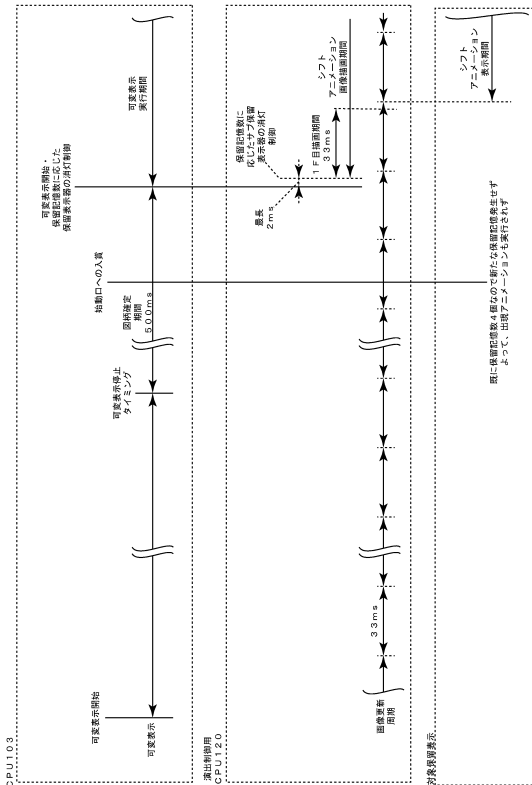 CPU103
可変表示開始
可変表示
可変表示停止
タイミング
図柄確定
期間
500ms
始動口への入賞
可変表示開始・
保留記憶数に応じた
保留表示器の消灯制御
可変表示
実行期間
演出制御用
CPU120
画像更新
周期
33ms
最長
2ms
保留記憶数に
応じたサブ保留
表示器の消灯
制御
1F目描画期間
33ms
シフト
アニメーション
画像描画期間
対象保留表示
既に保留記憶数4個なので新たな保留記憶発生せず
よって、出現アニメーションも実行されず
シフト
アニメーション
表示期間